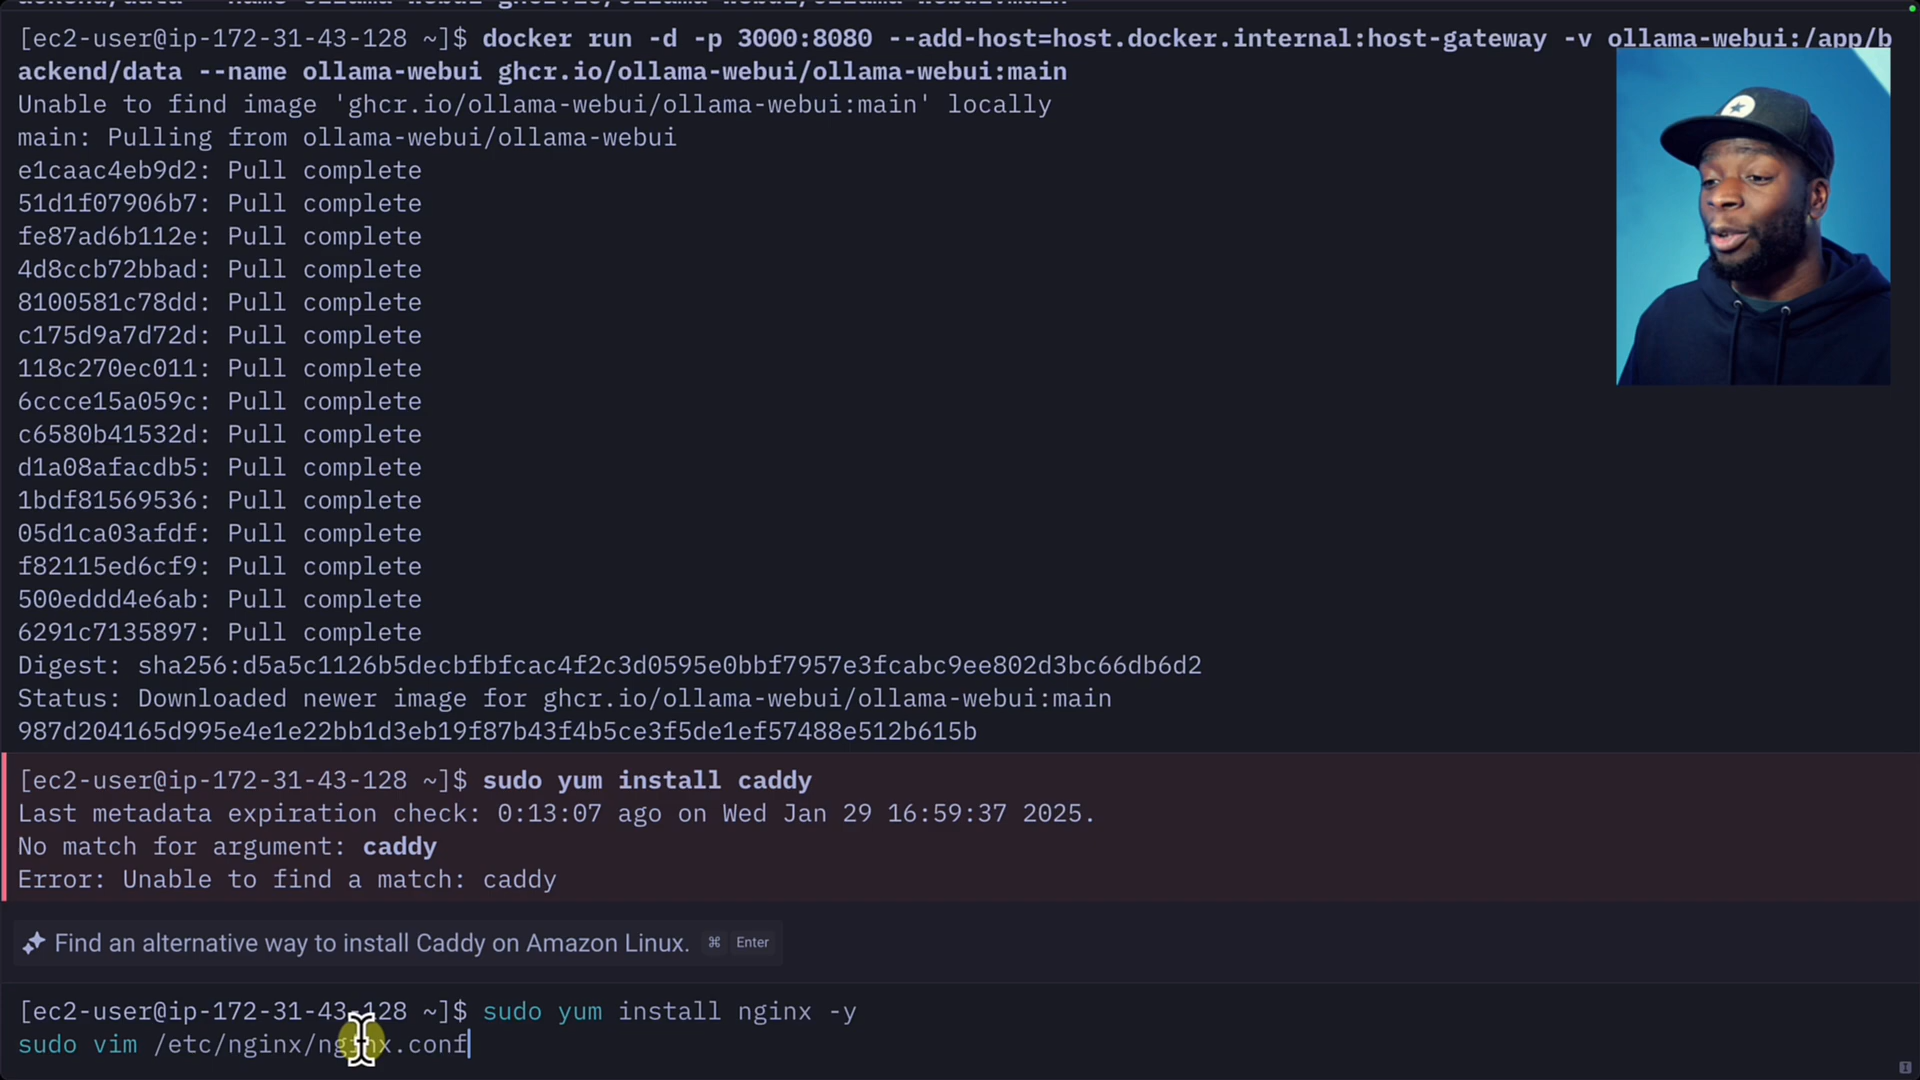 [ec2-user@ip-172-31-43-128 ~]$ docker run -d -p 3000:8080 --add-host=host.docker.internal:host-gateway -v ollama-webui:/app/b
ackend/data --name ollama-webui ghcr.io/ollama-webui/ollama-webui:main
Unable to find image 'ghcr.io/ollama-webui/ollama-webui:main' locally
main: Pulling from ollama-webui/ollama-webui
e1caac4eb9d2: Pull complete
51d1f07906b7: Pull complete
fe87ad6b112e: Pull complete
4d8ccb72bbad: Pull complete
8100581c78dd: Pull complete
c175d9a7d72d: Pull complete
118c270ec011: Pull complete
6ccce15a059c: Pull complete
c6580b41532d: Pull complete
d1a08afacdb5: Pull complete
1bdf81569536: Pull complete
05d1ca03afdf: Pull complete
f82115ed6cf9: Pull complete
500eddd4e6ab: Pull complete
6291c7135897: Pull complete
Digest: sha256:d5a5c1126b5decbfbfcac4f2c3d0595e0bbf7957e3fcabc9ee802d3bc66db6d2
Status: Downloaded newer image for ghcr.io/ollama-webui/ollama-webui:main
987d204165d995e4e1e22bb1d3eb19f87b43f4b5ce3f5de1ef57488e512b615b
[ec2-user@ip-172-31-43-128 ~]$ sudo yum install caddy
Last metadata expiration check: 0:13:07 ago on Wed Jan 29 16:59:37 2025.
No match for argument: caddy
Error: Unable to find a match: caddy
Find an alternative way to install Caddy on Amazon Linux. ⌘ Enter
[ec2-user@ip-172-31-43-128 ~]$ sudo yum install nginx -y
sudo vim /etc/nginx/nginx.conf